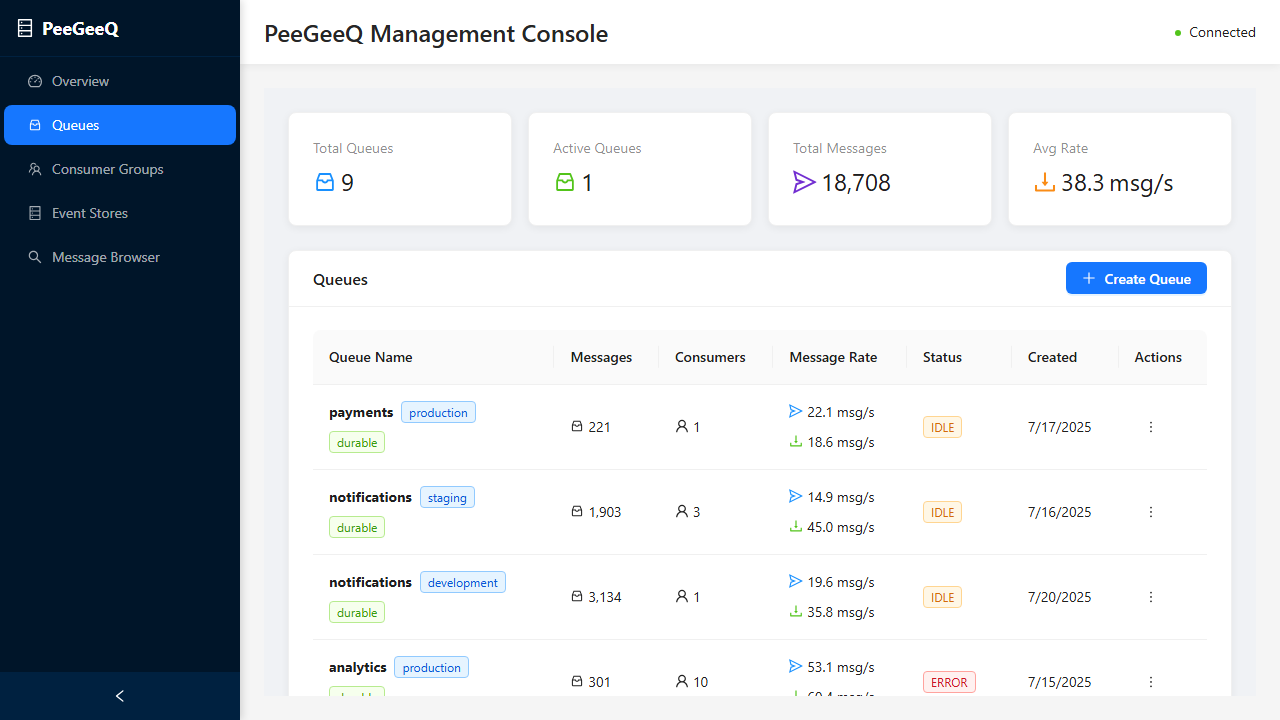 PeeGeeQ
Overview
Queues
Consumer Groups
Event Stores
Message Browser
PeeGeeQ Management Console
Connected
Total Queues
9
Active Queues
1
Total Messages
18,708
Avg Rate
38.3 msg/s
Queues
Create Queue
Queue Name Messages Consumers Message Rate Status Created Actions
payments production
durable
221
1
22.1 msg/s
18.6 msg/s
IDLE
7/17/2025
notifications staging
durable
1,903
3
14.9 msg/s
45.0 msg/s
IDLE
7/16/2025
notifications development
durable
3,134
1
19.6 msg/s
35.8 msg/s
IDLE
7/20/2025
analytics production
301
10
53.1 msg/s
ERROR
7/15/2025